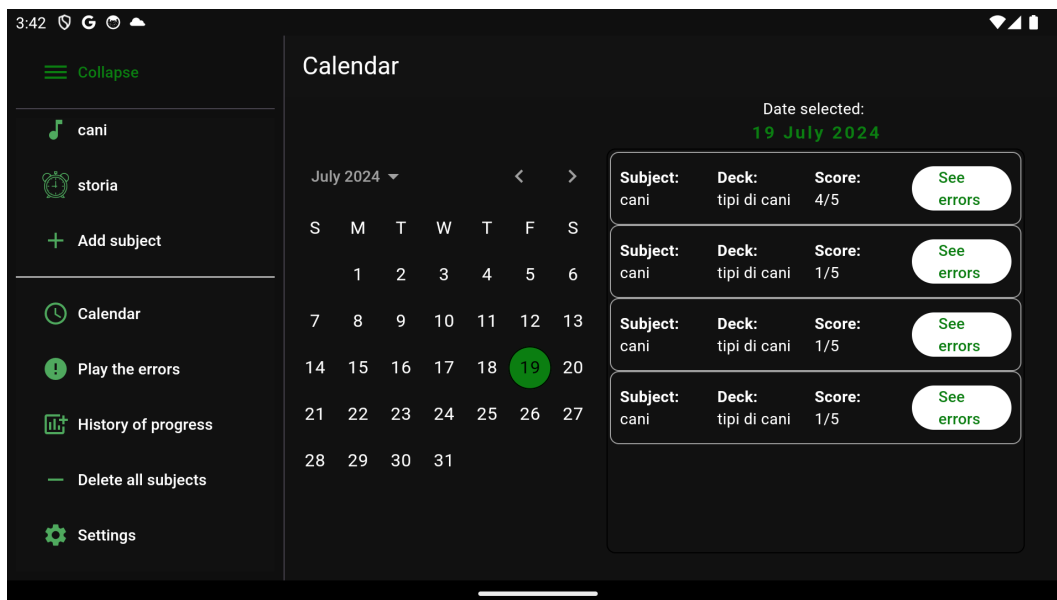 3:42
Collapse
cani
storia
Add subject
Calendar
Play the errors
History of progress
Delete all subjects
Settings
Calendar
July 2024
S M T W T F S
1 2 3 4 5 6
7 8 9 10 11 12 13
14 15 16 17 18 19 20
21 22 23 24 25 26 27
28 29 30 31
Date selected:
19 July 2024
Subject: Deck: Score: See
cani tipi di cani 4/5 errors
Subject: Deck: Score: See
cani tipi di cani 1/5 errors
Subject: Deck: Score: See
cani tipi di cani 1/5 errors
Subject: Deck: Score: See
cani tipi di cani 1/5 errors